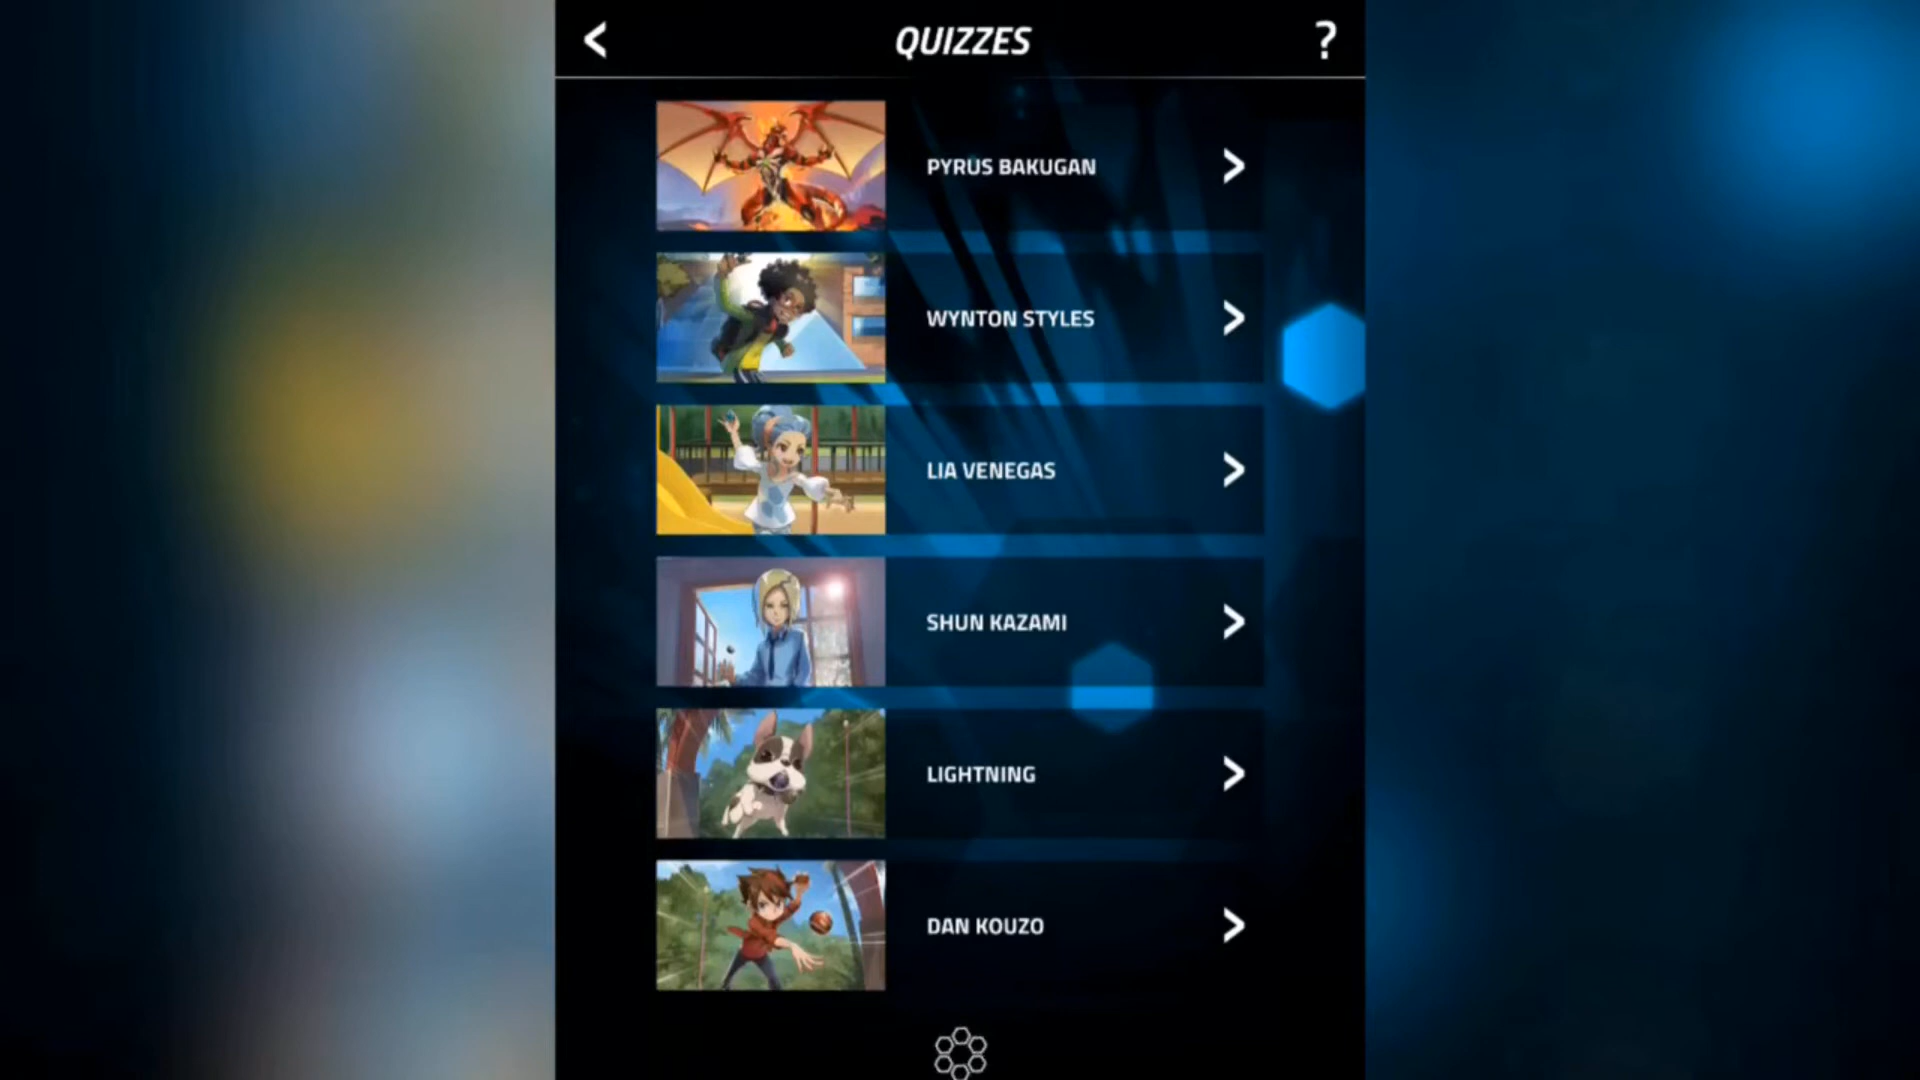 QUIZZES
?
PYRUS BAKUGAN
WYNTON STYLES
LIA VENEGAS
SHUN KAZAMI
LIGHTNING
DAN KOUZO